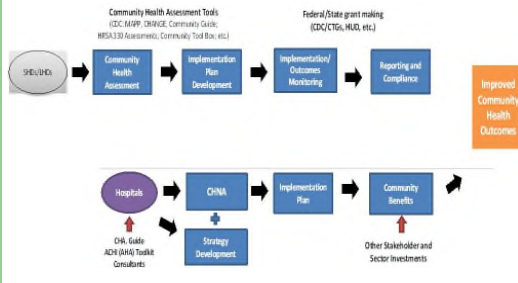 Community Health Assessment Tools
(CDC: MAPP, CHANGE, Community Guide;
HRSA 330 Assessments; Community Tool Box; etc.)
Federal/State grant making
(CDC/CTGs, HUD, etc.)
SHDs/LHDs
Community
Health
Assessment
Implementation
Plan
Development
Implementation/
Outcomes
Monitoring
Reporting and
Compliance
Improved
Community
Health
Outcomes
Hospitals
CHNA
Implementation
Plan
Community
Benefits
Strategy
Development
CHA, Guide
ACHI (AHA) Toolkit
Consultants
Other Stakeholder and
Sector Investments